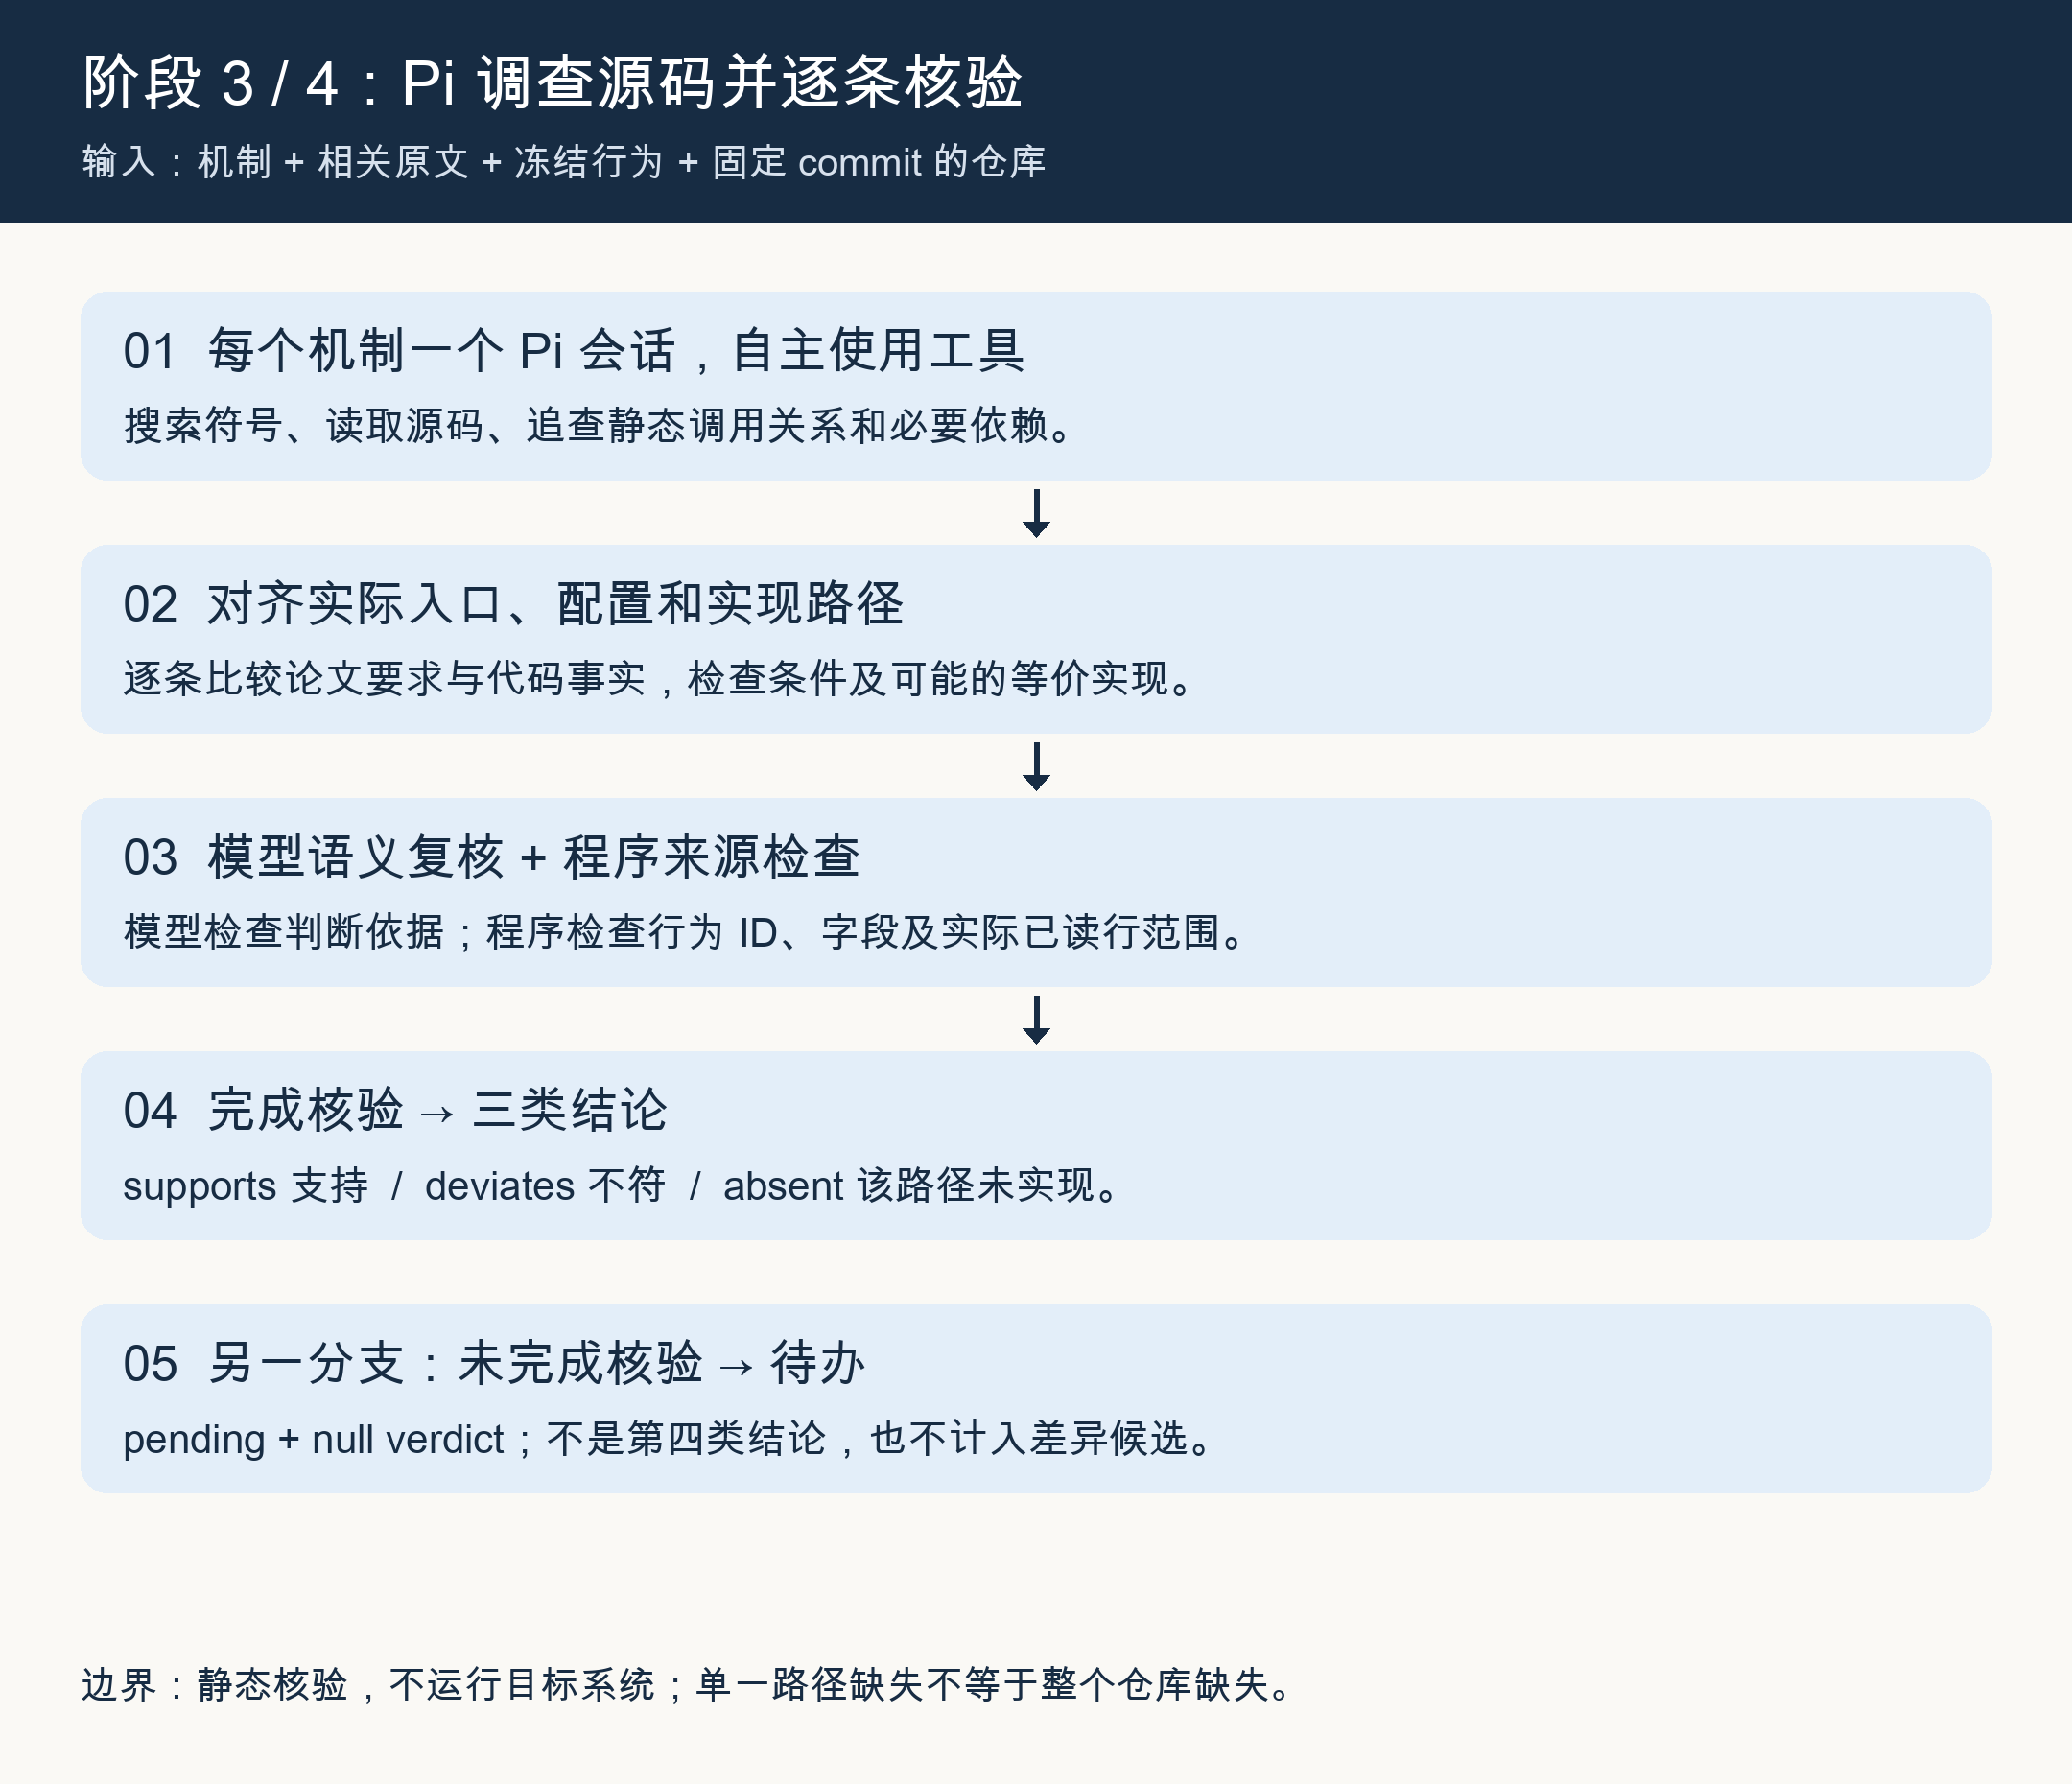 阶段 3 / 4：Pi 调查源码并逐条核验
输入：机制 + 相关原文 + 冻结行为 + 固定 commit 的仓库
01 每个机制一个 Pi 会话，自主使用工具
搜索符号、读取源码、追查静态调用关系和必要依赖。
02 对齐实际入口、配置和实现路径
逐条比较论文要求与代码事实，检查条件及可能的等价实现。
03 模型语义复核 + 程序来源检查
模型检查判断依据；程序检查行为 ID、字段及实际已读行范围。
04 完成核验 → 三类结论
supports 支持 / deviates 不符 / absent 该路径未实现。
05 另一分支：未完成核验 → 待办
pending + null verdict；不是第四类结论，也不计入差异候选。
边界：静态核验，不运行目标系统；单一路径缺失不等于整个仓库缺失。